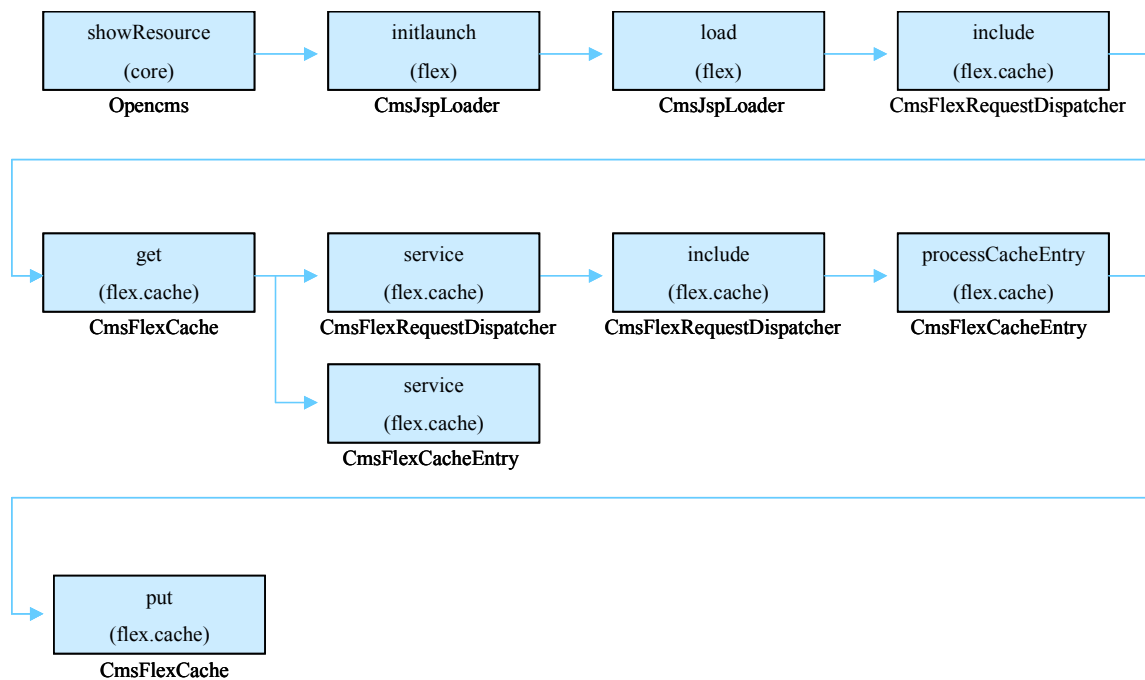 showResource
(core)
Opencms
initlaunch
(flex)
CmsJspLoader
load
(flex)
CmsJspLoader
include
(flex.cache)
CmsFlexRequestDispatcher
get
(flex.cache)
CmsFlexCache
service
(flex.cache)
CmsFlexRequestDispatcher
include
(flex.cache)
CmsFlexRequestDispatcher
processCacheEntry
(flex.cache)
CmsFlexCacheEntry
service
(flex.cache)
CmsFlexCacheEntry
put
(flex.cache)
CmsFlexCache